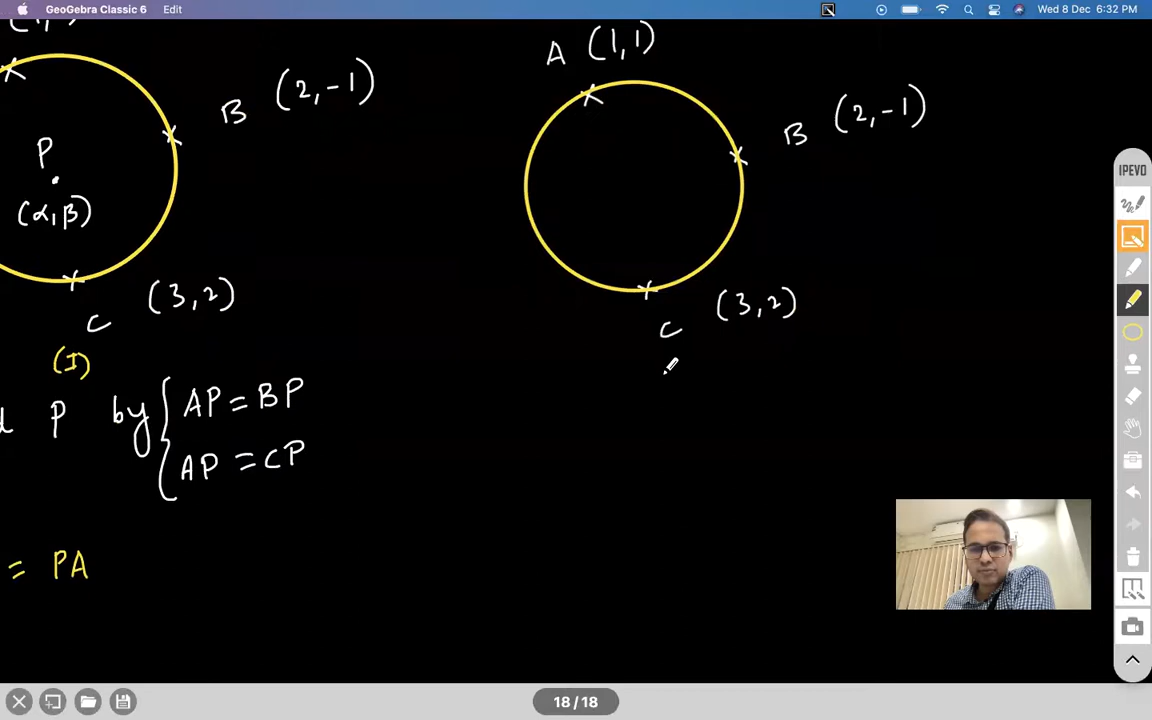 GeoGebra Classic 6 Edit Wed 8 Dec 6:32 PM
A (1,1)
B (2,-1)
B (2,-1)
P
(α,β)
C (3,2)
C (3,2)
(I)
P by { AP = BP
AP = CP
= PA
IPEVO
18/18